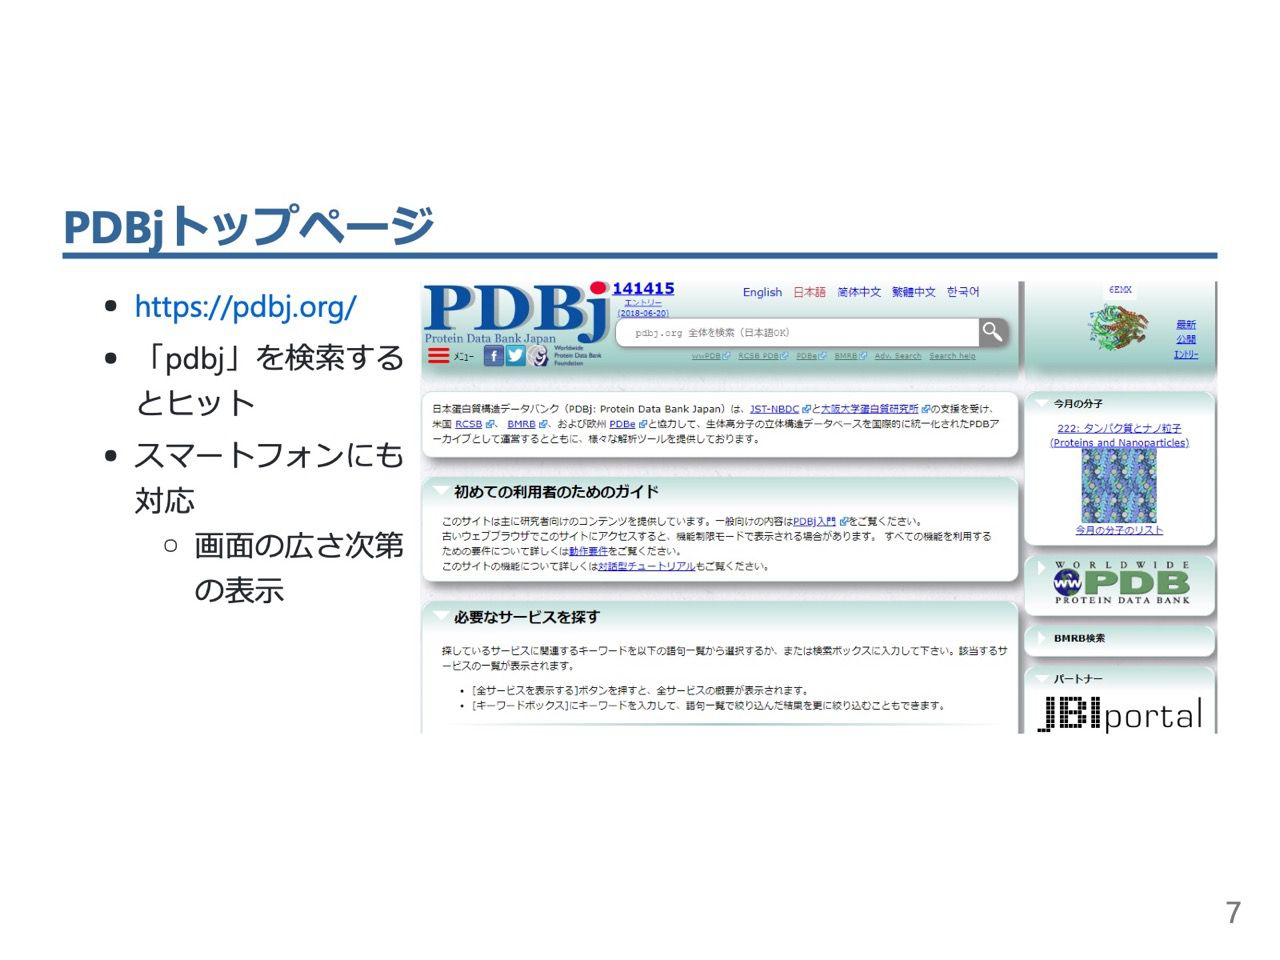 PDBjトップページ
https://pdbj.org/
「pdbj」を検索する
とヒット
スマートフォンにも
対応
画面の広さ次第
の表示
PDBj
Protein Data Bank Japan
141415
エントリー
(2018-06-20)
English 日本語 简体中文 繁體中文 한국어
pdbj.org 全体を検索（日本語OK）
wwPDB RCSB PDB PDBe BMRB Adv. Search Search help
メニュー
Worldwide
Protein Data Bank
Foundation
6EMX
最新
公開
エントリー
日本蛋白質構造データバンク（PDBj: Protein Data Bank Japan）は、JST-NBDCと大阪大学蛋白質研究所の支援を受け、
米国 RCSB、 BMRB、および欧州 PDBeと協力して、生体高分子の立体構造データベースを国際的に統一化されたPDBア
ーカイブとして運営するとともに、様々な解析ツールを提供しております。
初めての利用者のためのガイド
このサイトは主に研究者向けのコンテンツを提供しています。一般向けの内容はPDBj入門をご覧ください。
古いウェブブラウザでこのサイトにアクセスすると、機能制限モードで表示される場合があります。 すべての機能を利用する
ための要件について詳しくは動作要件をご覧ください。
このサイトの機能について詳しくは対話型チュートリアルもご覧ください。
必要なサービスを探す
探しているサービスに関連するキーワードを以下の語句一覧から選択するか、または検索ボックスに入力して下さい。該当するサ
ービスの一覧が表示されます。
[全サービスを表示する]ボタンを押すと、全サービスの概要が表示されます。
[キーワードボックス]にキーワードを入力して、語句一覧で絞り込んだ結果を更に絞り込むこともできます。
今月の分子
222: タンパク質とナノ粒子
(Proteins and Nanoparticles)
今月の分子のリスト
WORLDWIDE
wwPDB
PROTEIN DATA BANK
BMRB検索
パートナー
JBIportal
7